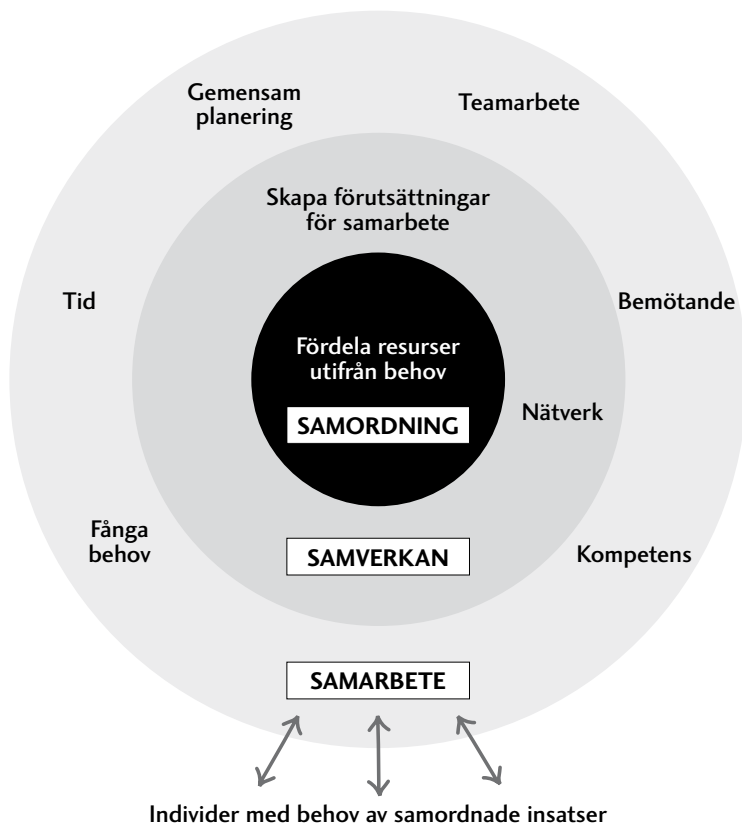 Gemensam
planering
Teamarbete
Skapa förutsättningar
för samarbete
Tid
Bemötande
Fördela resurser
utifrån behov
SAMORDNING
Nätverk
Fånga
behov
SAMVERKAN
Kompetens
SAMARBETE
Individer med behov av samordnade insatser